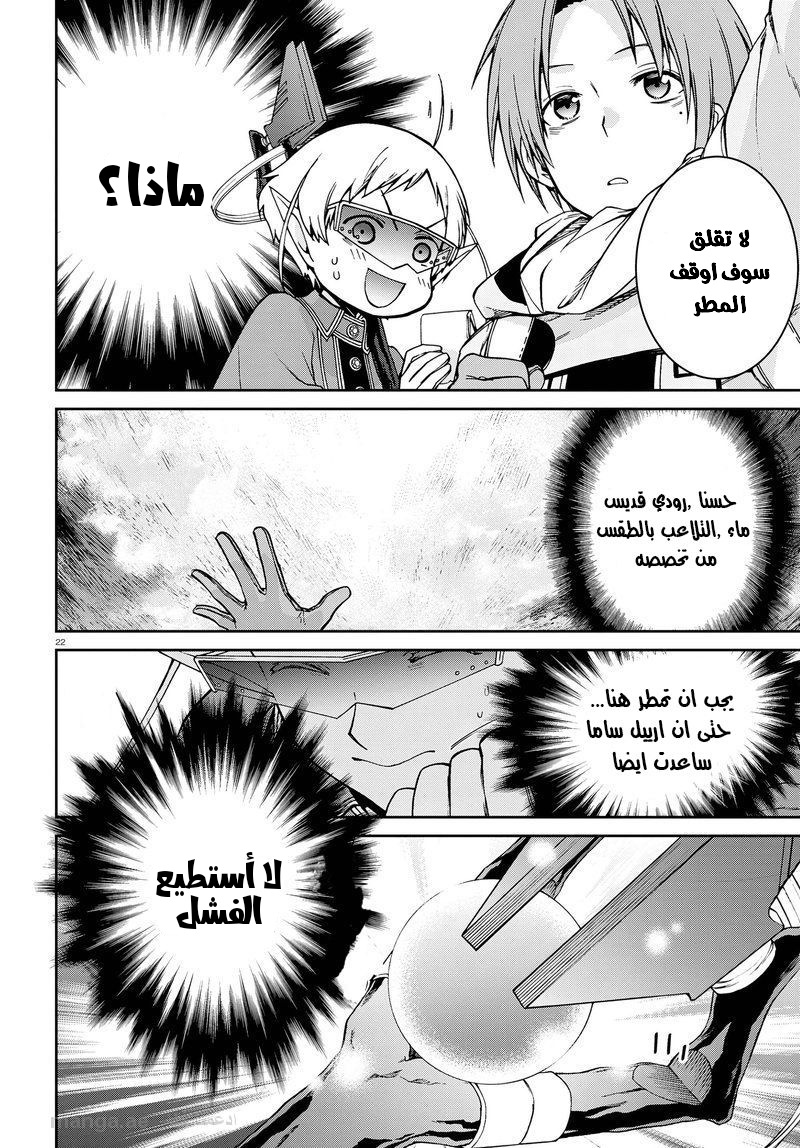 لا تقلق
سوف اوقف
المطر
ماذا؟
حسنا ,رودي قديس
ماء ,التلاعب بالطقس
من تخصصه
22
يجب ان تمطر هنا...
حتى ان اربيل ساما
ساعدت ايضا
لا أستطيع
الفشل